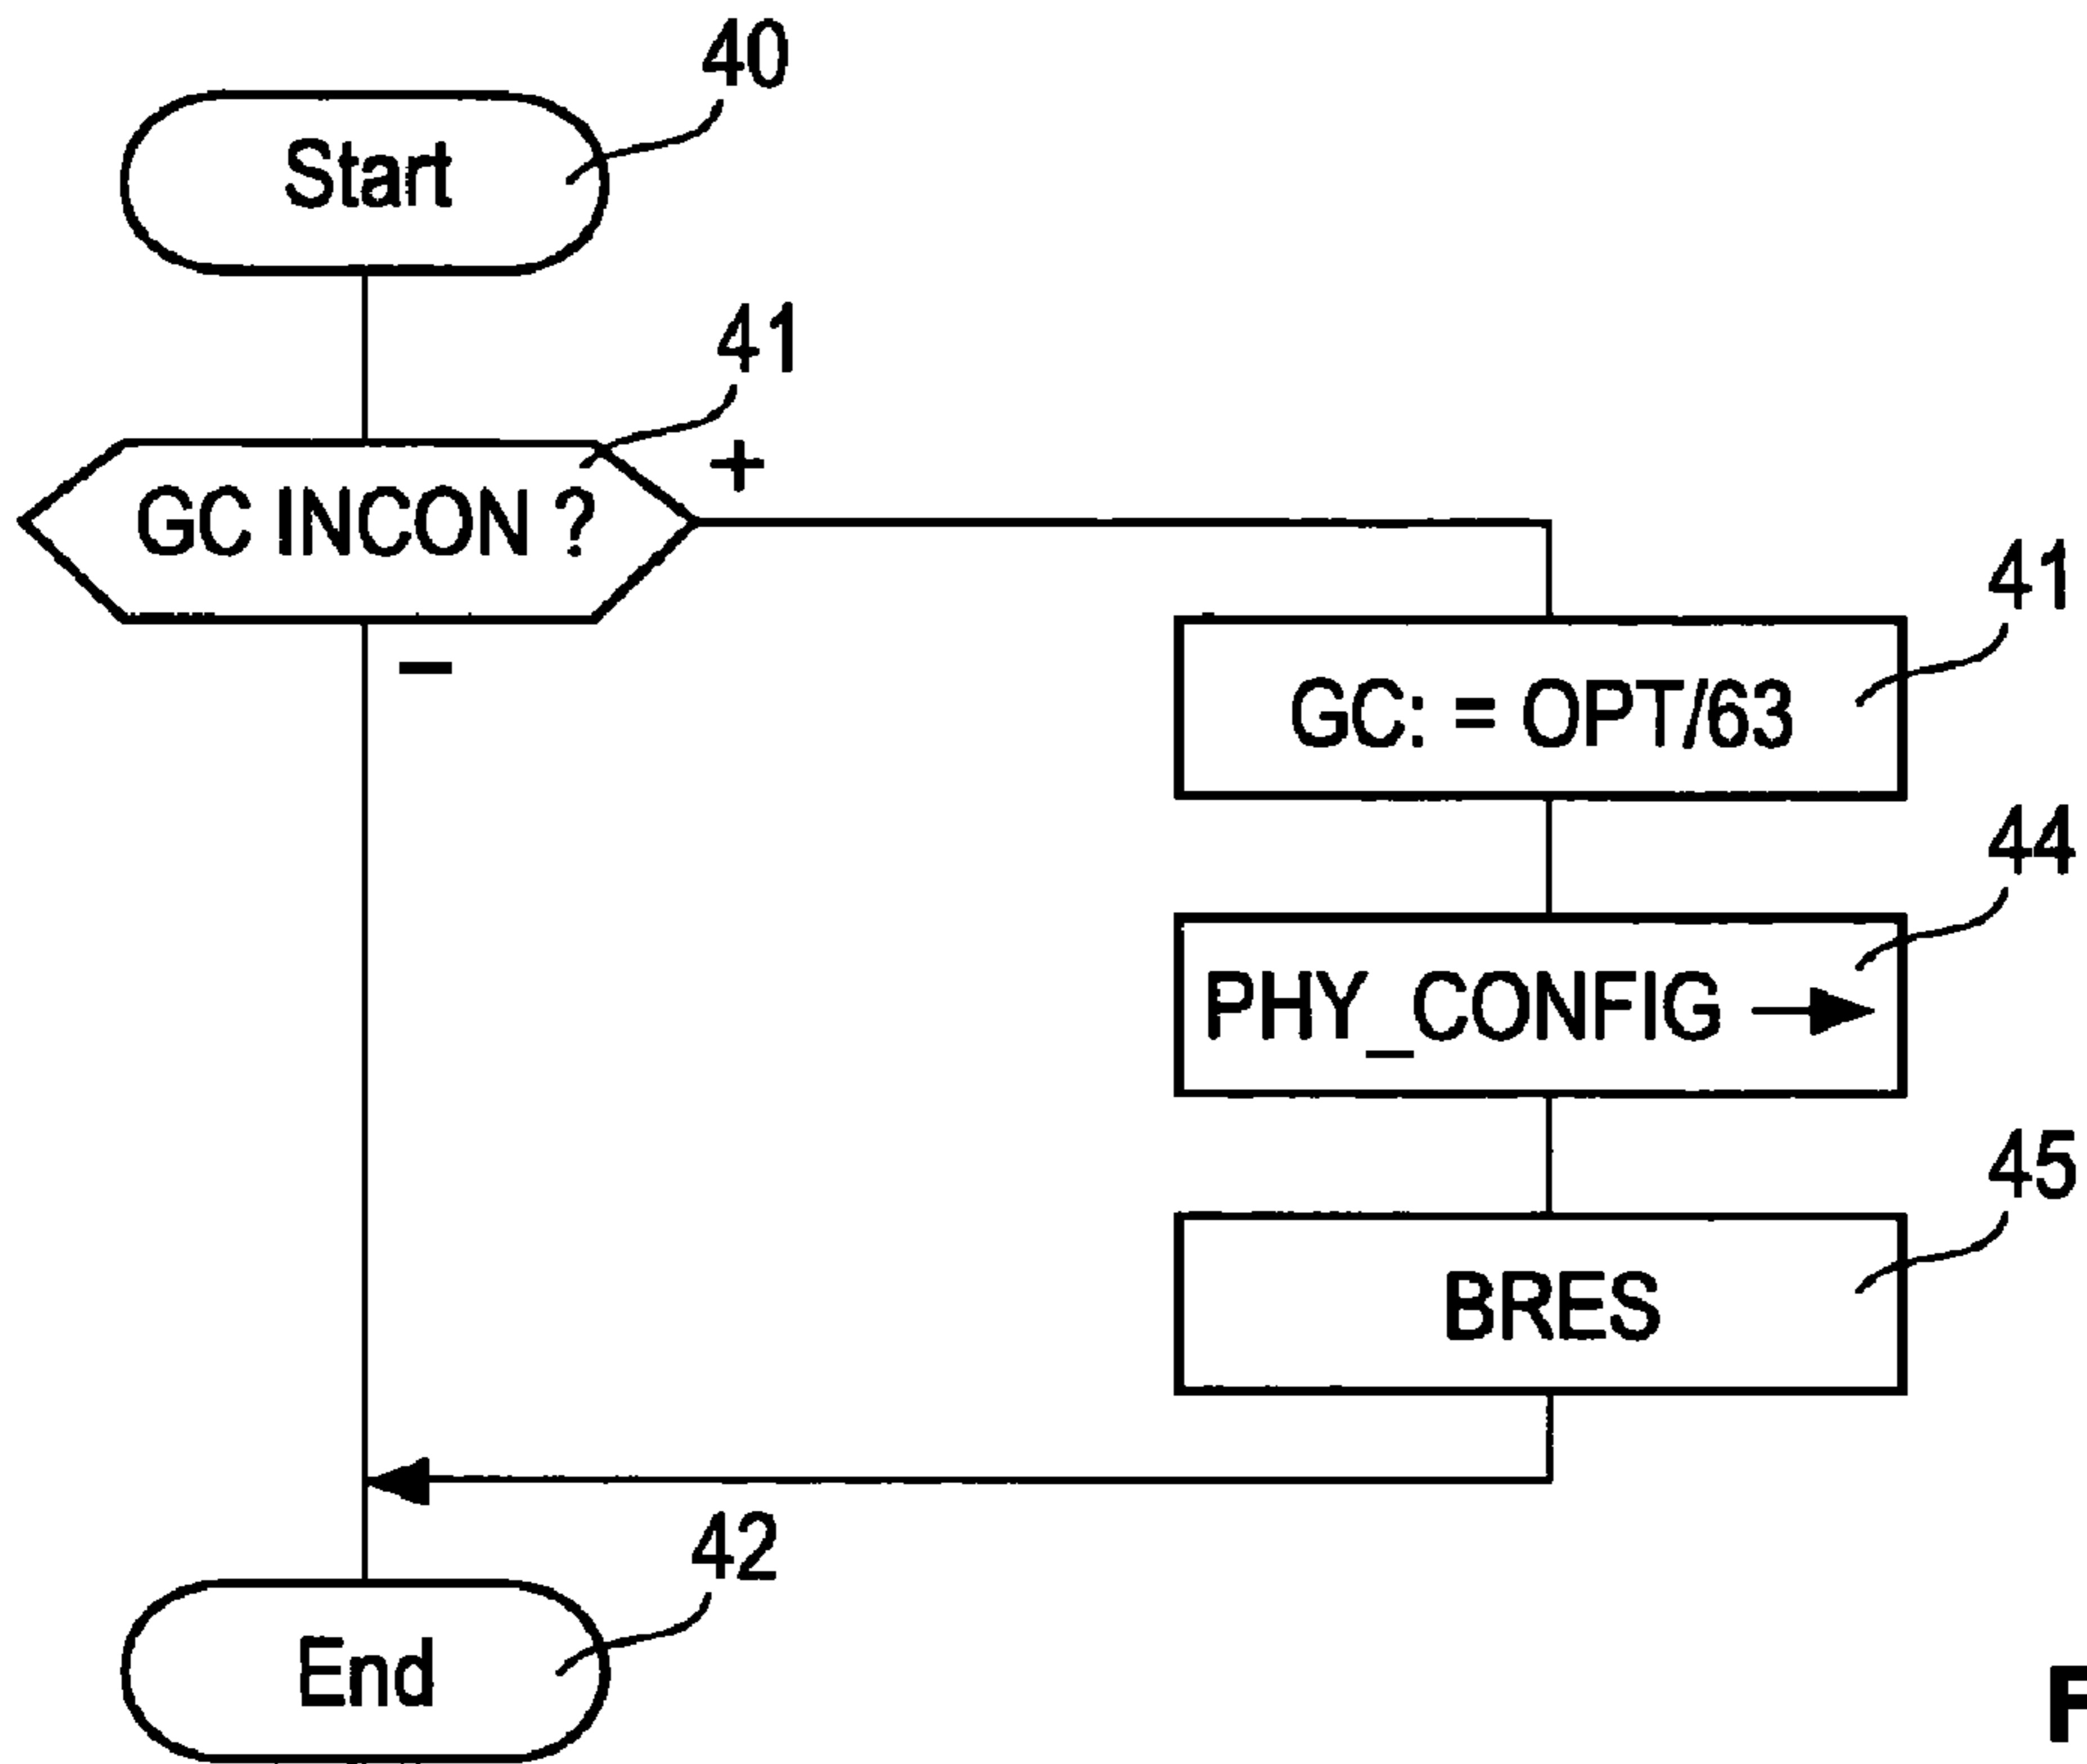 40
Start
41
+
GC INCON ?
–
41
GC: = OPT/63
44
PHY_CONFIG →
45
BRES
42
End